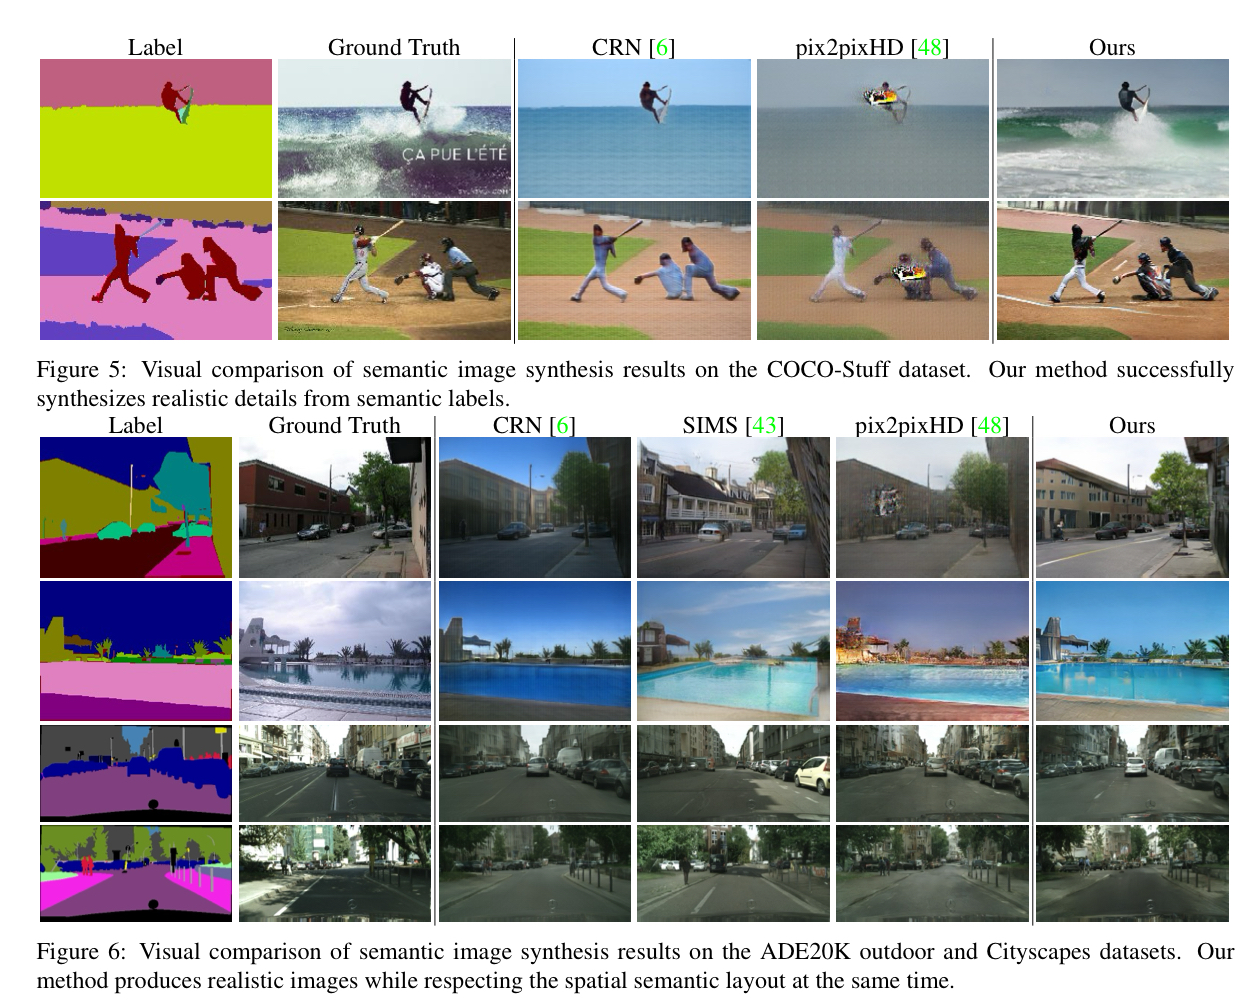 Label Ground Truth CRN [6] pix2pixHD [48] Ours
ÇA PUE L'ÉTÉ
Figure 5: Visual comparison of semantic image synthesis results on the COCO-Stuff dataset. Our method successfully
synthesizes realistic details from semantic labels.
Label Ground Truth CRN [6] SIMS [43] pix2pixHD [48] Ours
Figure 6: Visual comparison of semantic image synthesis results on the ADE20K outdoor and Cityscapes datasets. Our
method produces realistic images while respecting the spatial semantic layout at the same time.